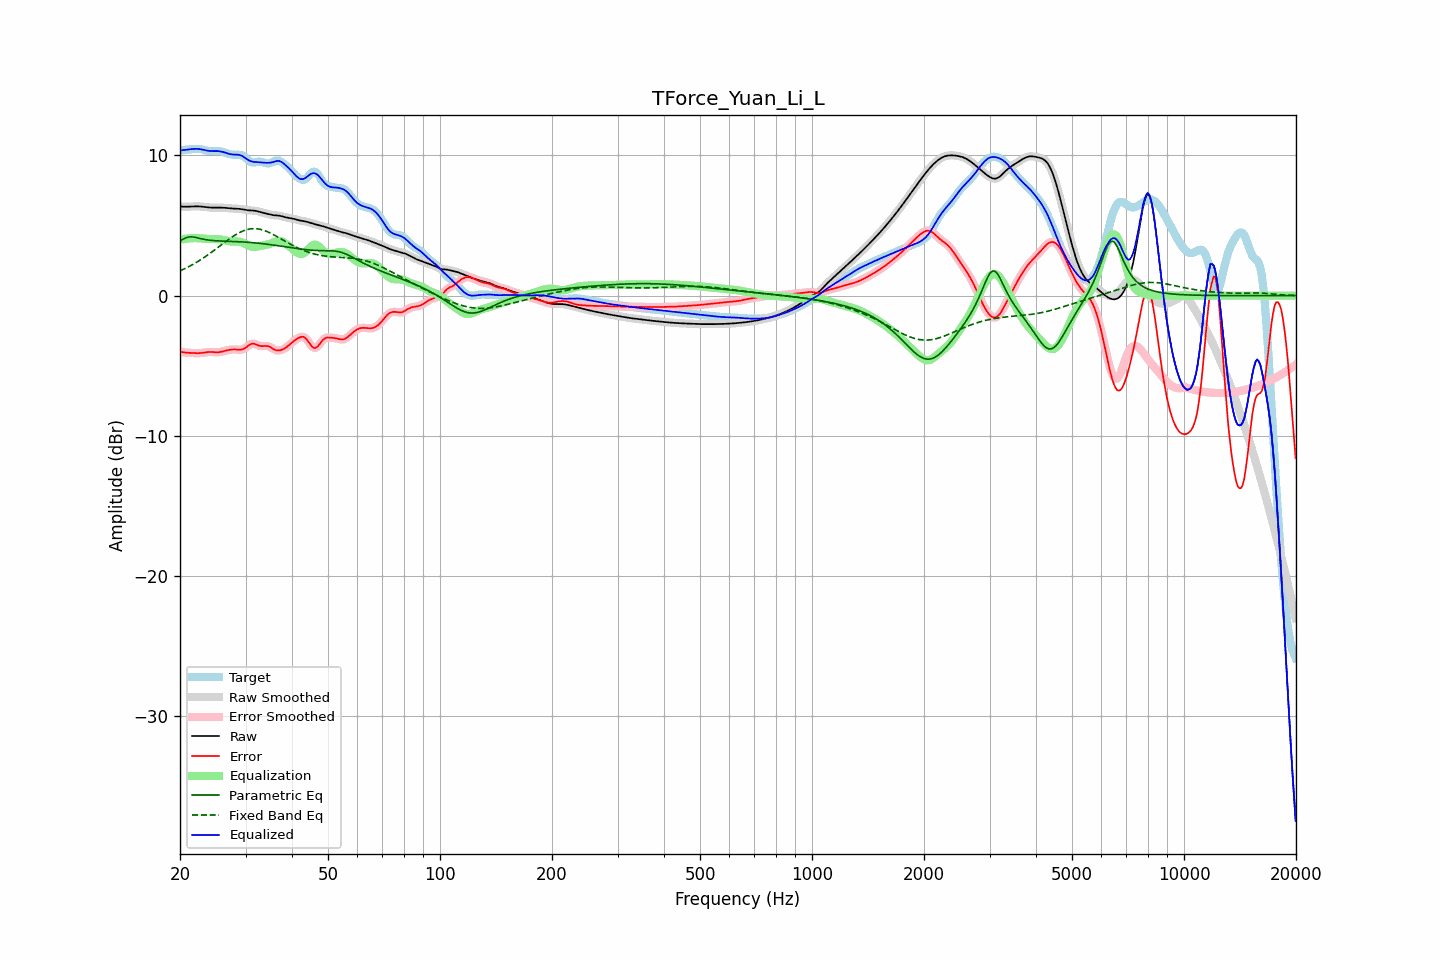 TForce_Yuan_Li_L
Amplitude (dBr)
10
0
−10
−20
−30
Target
Raw Smoothed
Error Smoothed
Raw
Error
Equalization
Parametric Eq
Fixed Band Eq
Equalized
20
50
100
200
500
1000
2000
5000
10000
20000
Frequency (Hz)